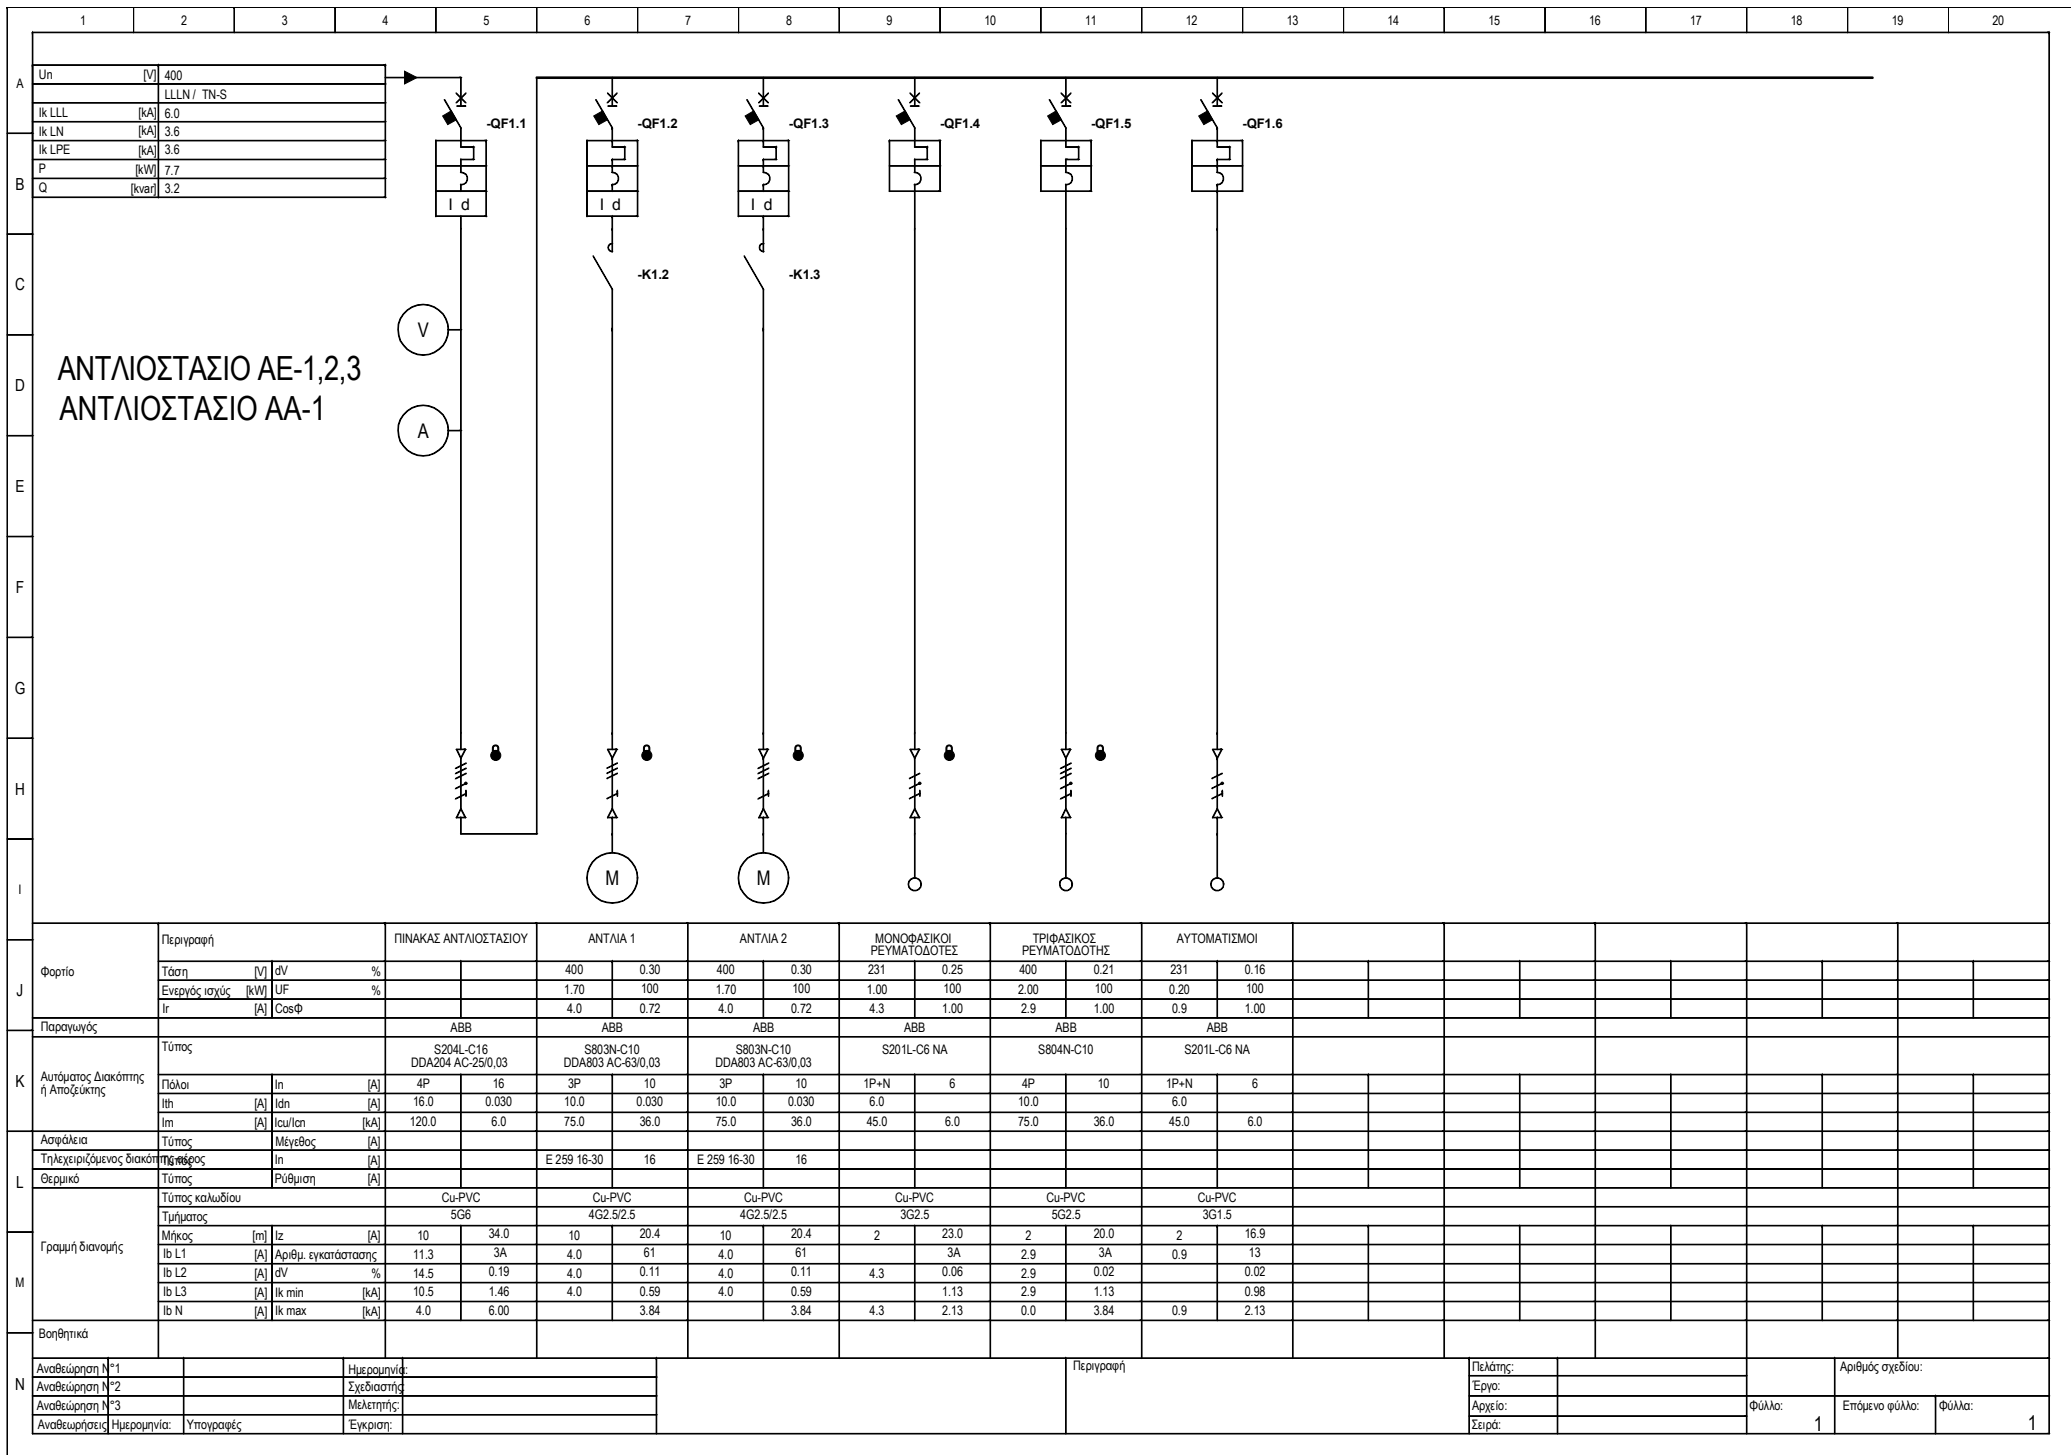 1 2 3 4 5 6 7 8 9 10 11 12 13 14 15 16 17 18 19 20
A
Un [V] 400
LLLN / TN-S
Ik LLL [kA] 6.0
Ik LN [kA] 3.6
Ik LPE [kA] 3.6
P [kW] 7.7
Q [kvar] 3.2
-QF1.1 -QF1.2 -QF1.3 -QF1.4 -QF1.5 -QF1.6
B
I d I d I d
-K1.2 -K1.3
C
V
ΑΝΤΛΙΟΣΤΑΣΙΟ ΑΕ-1,2,3
D
ΑΝΤΛΙΟΣΤΑΣΙΟ ΑΑ-1
A
E
F
G
H
I
M M
J
K
L
M
N
Φορτίο
Περιγραφή ΠΙΝΑΚΑΣ ΑΝΤΛΙΟΣΤΑΣΙΟΥ ΑΝΤΛΙΑ 1 ΑΝΤΛΙΑ 2 ΜΟΝΟΦΑΣΙΚΟΙ ΤΡΙΦΑΣΙΚΟΣ ΑΥΤΟΜΑΤΙΣΜΟΙ
ΡΕΥΜΑΤΟΔΟΤΕΣ ΡΕΥΜΑΤΟΔΟΤΗΣ
Τάση [V] dV % 400 0.30 400 0.30 231 0.25 400 0.21 231 0.16
Ενεργός ισχύς [kW] UF % 1.70 100 1.70 100 1.00 100 2.00 100 0.20 100
Ir [A] CosΦ 4.0 0.72 4.0 0.72 4.3 1.00 2.9 1.00 0.9 1.00
Παραγωγός ABB ABB ABB ABB ABB ABB
Αυτόματος Διακόπτης
ή Αποζεύκτης
Τύπος S204L-C16 S803N-C10 S803N-C10 S201L-C6 NA S804N-C10 S201L-C6 NA
DDA204 AC-25/0,03 DDA803 AC-63/0,03 DDA803 AC-63/0,03
Πόλοι In [A] 4P 16 3P 10 3P 10 1P+N 6 4P 10 1P+N 6
Ith [A] Idn [A] 16.0 0.030 10.0 0.030 10.0 0.030 6.0 10.0 6.0
Im [A] Icu/Icn [kA] 120.0 6.0 75.0 36.0 75.0 36.0 45.0 6.0 75.0 36.0 45.0 6.0
Ασφάλεια Τύπος Μέγεθος [A]
Τηλεχειριζόμενος διακόπτης αέρος Τύπος In [A] E 259 16-30 16 E 259 16-30 16
Θερμικό Τύπος Ρύθμιση [A]
Γραμμή διανομής
Τύπος καλωδίου Cu-PVC Cu-PVC Cu-PVC Cu-PVC Cu-PVC Cu-PVC
Τμήματος 5G6 4G2.5/2.5 4G2.5/2.5 3G2.5 5G2.5 3G1.5
Μήκος [m] Iz [A] 10 34.0 10 20.4 10 20.4 2 23.0 2 20.0 2 16.9
Ib L1 [A] Αριθμ. εγκατάστασης 11.3 3A 4.0 61 4.0 61 3A 2.9 3A 0.9 13
Ib L2 [A] dV % 14.5 0.19 4.0 0.11 4.0 0.11 4.3 0.06 2.9 0.02 0.02
Ib L3 [A] Ik min [kA] 10.5 1.46 4.0 0.59 4.0 0.59 1.13 2.9 1.13 0.98
Ib N [A] Ik max [kA] 4.0 6.00 3.84 3.84 4.3 2.13 0.0 3.84 0.9 2.13
Βοηθητικά
Αναθεώρηση N°1 Ημερομηνία: Περιγραφή Πελάτης: Αριθμός σχεδίου:
Αναθεώρηση N°2 Σχεδιαστής: Έργο:
Αναθεώρηση N°3 Μελετητής: Αρχείο: Φύλλο: Επόμενο φύλλο: Φύλλα:
Αναθεωρήσεις Ημερομηνία: Υπογραφές Έγκριση: Σειρά: 1 1